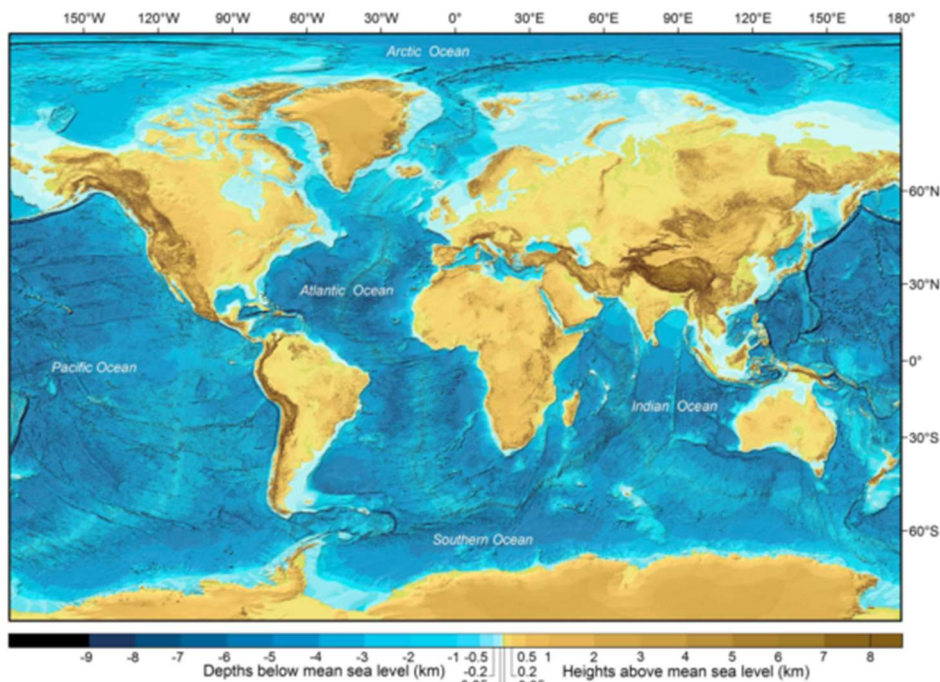 150°W 120°W 90°W 60°W 30°W 0° 30°E 60°E 90°E 120°E 150°E 180°
Arctic Ocean
60°N
Atlantic Ocean
30°N
Pacific Ocean
0°
Indian Ocean
30°S
Southern Ocean
60°S
-9 -8 -7 -6 -5 -4 -3 -2 -1 -0.5 0.5 1 2 3 4 5 6 7 8
Depths below mean sea level (km) -0.2 0.2 Heights above mean sea level (km)